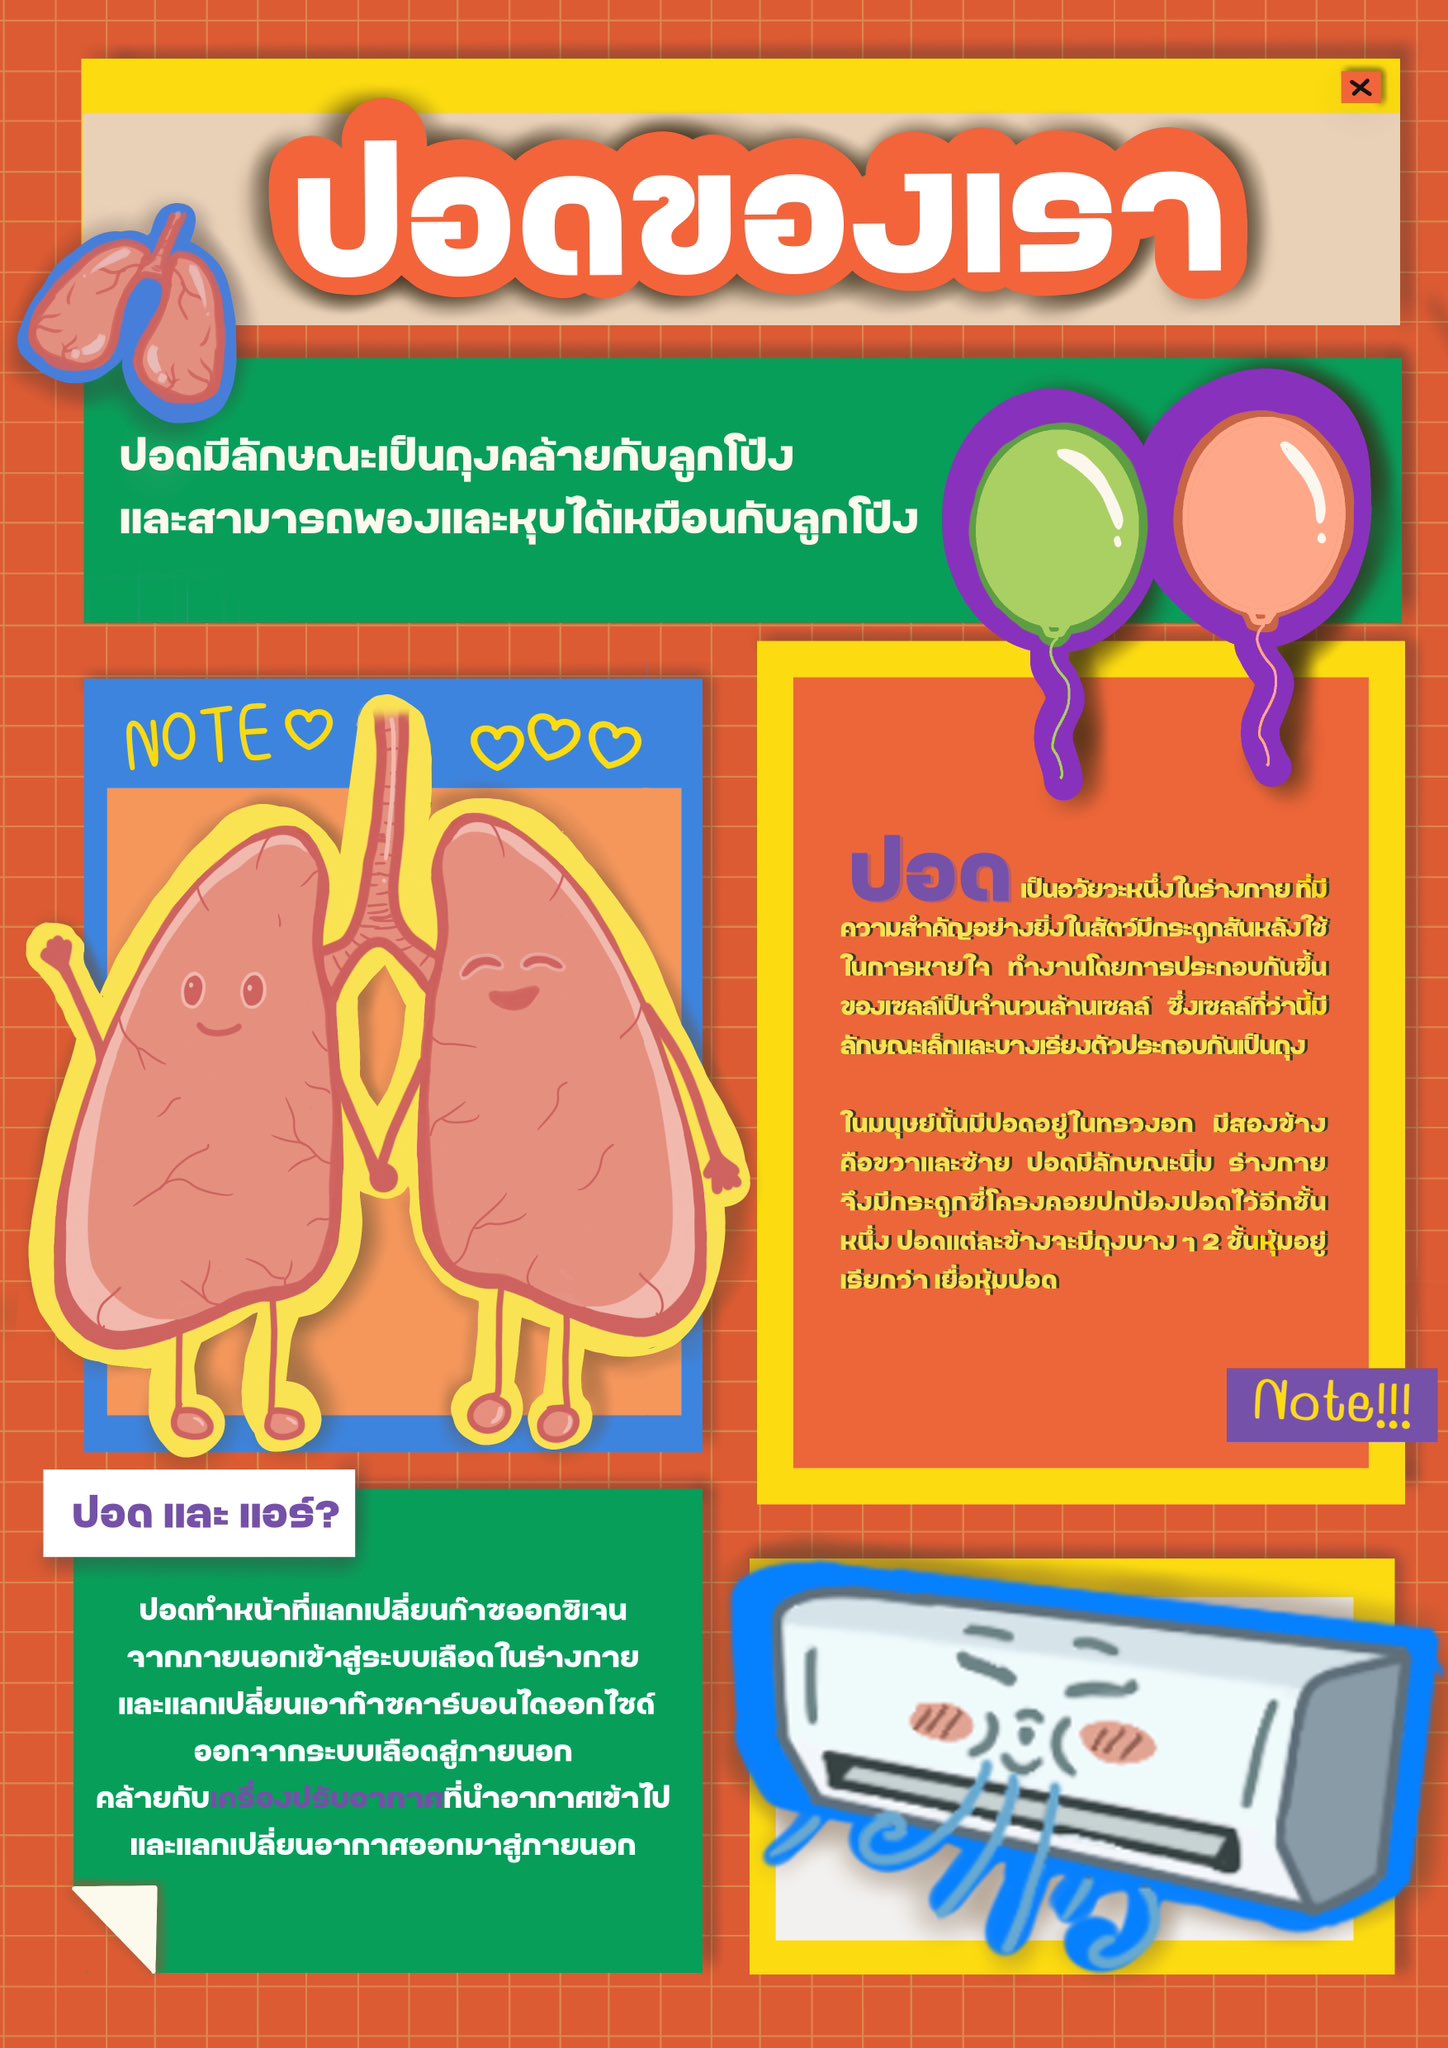 ปอดของเรา
ปอดมีลักษณะเป็นถุงคล้ายกับลูกโป่ง
และสามารถพองและหุบได้เหมือนกับลูกโป่ง
NOTE
ปอด เป็นอวัยวะหนึ่งในร่างกาย ที่มี
ความสำคัญอย่างยิ่งในสัตว์มีกระดูกสันหลัง ใช้
ในการหายใจ ทำงานโดยการประกอบกันขึ้น
ของเซลล์เป็นจำนวนล้านเซลล์ ซึ่งเซลล์ที่ว่านี้มี
ลักษณะเล็กและบางเรียงตัวประกอบกันเป็นถุง
ในมนุษย์นั้นมีปอดอยู่ในทรวงอก มีสองข้าง
คือขวาและซ้าย ปอดมีลักษณะนิ่ม ร่างกาย
จึงมีกระดูกซี่โครงคอยปกป้องปอดไว้อีกชั้น
หนึ่ง ปอดแต่ละข้างจะมีถุงบาง ๆ 2 ชั้นหุ้มอยู่
เรียกว่า เยื่อหุ้มปอด
Note!!!
ปอด และ แอร์?
ปอดทำหน้าที่แลกเปลี่ยนก๊าซออกซิเจน
จากภายนอกเข้าสู่ระบบเลือดในร่างกาย
และแลกเปลี่ยนเอาก๊าซคาร์บอนไดออกไซด์
ออกจากระบบเลือดสู่ภายนอก
คล้ายกับเครื่องปรับอากาศที่นำอากาศเข้าไป
และแลกเปลี่ยนอากาศออกมาสู่ภายนอก